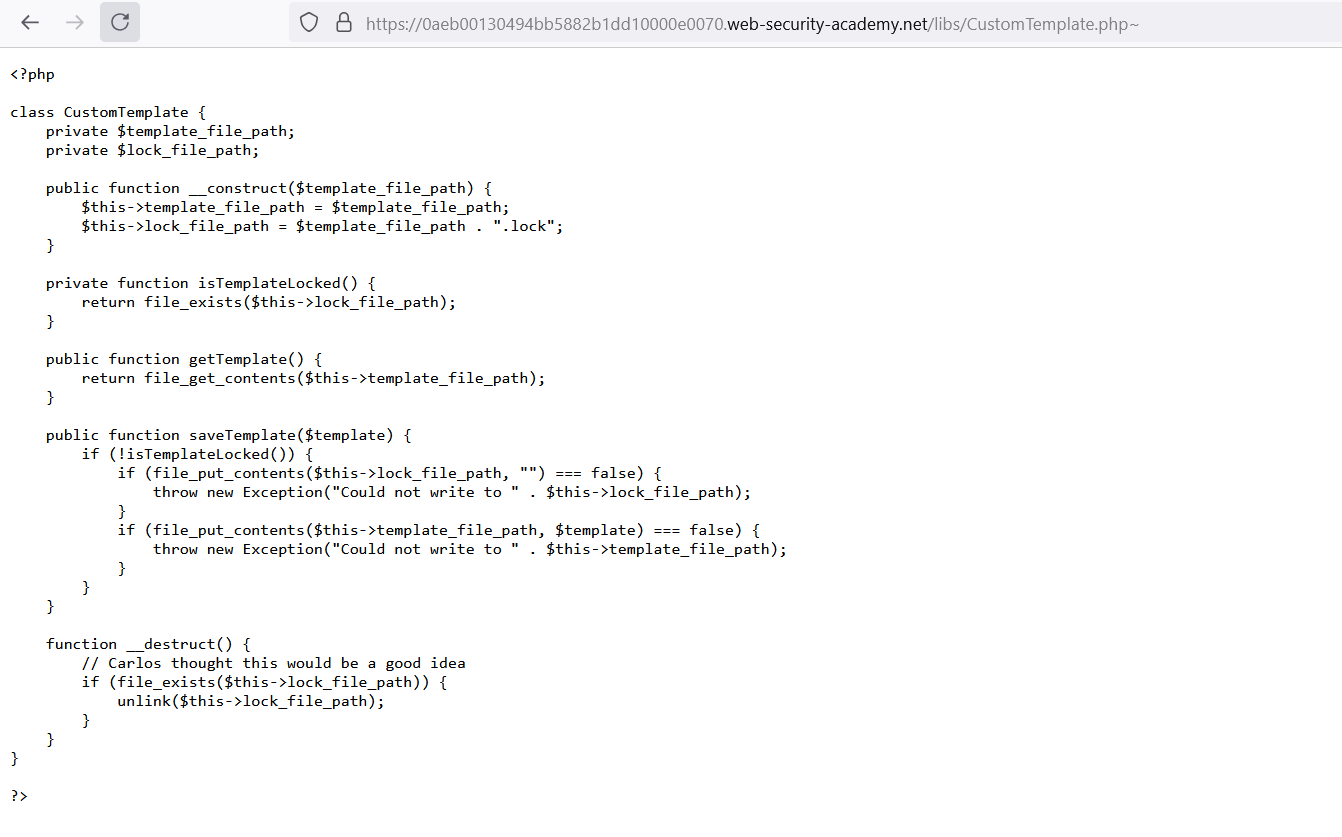 https://0aeb00130494bb5882b1dd10000e0070.web-security-academy.net/libs/CustomTemplate.php~
<?php
class CustomTemplate {
    private $template_file_path;
    private $lock_file_path;
    public function __construct($template_file_path) {
        $this->template_file_path = $template_file_path;
        $this->lock_file_path = $template_file_path . ".lock";
    }
    private function isTemplateLocked() {
        return file_exists($this->lock_file_path);
    }
    public function getTemplate() {
        return file_get_contents($this->template_file_path);
    }
    public function saveTemplate($template) {
        if (!isTemplateLocked()) {
            if (file_put_contents($this->lock_file_path, "") === false) {
                throw new Exception("Could not write to " . $this->lock_file_path);
            }
            if (file_put_contents($this->template_file_path, $template) === false) {
                throw new Exception("Could not write to " . $this->template_file_path);
            }
        }
    }
    function __destruct() {
        // Carlos thought this would be a good idea
        if (file_exists($this->lock_file_path)) {
            unlink($this->lock_file_path);
        }
    }
}
?>